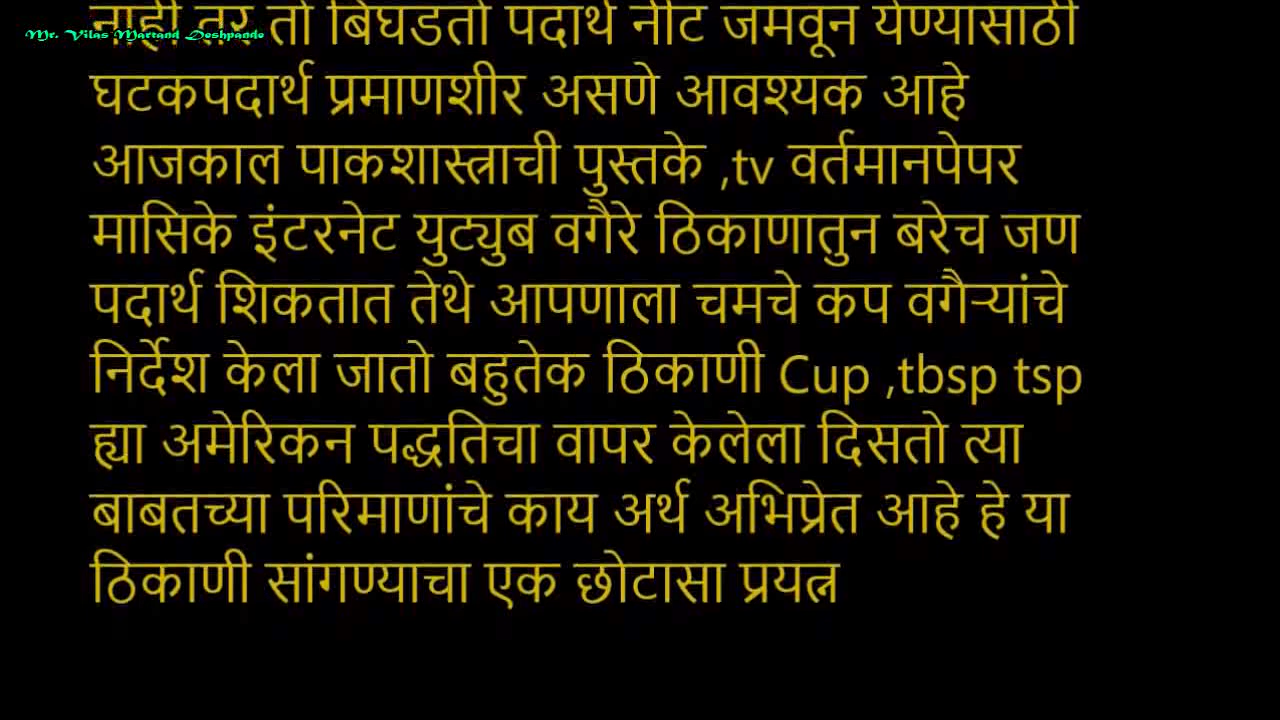 नाही तर तो बिघडतो पदार्थ नीट जमवून येण्यासाठी
Mr. Vilas Martand Deshpande
घटकपदार्थ प्रमाणशीर असणे आवश्यक आहे
आजकाल पाकशास्त्राची पुस्तके ,tv वर्तमानपेपर
मासिके इंटरनेट युट्युब वगैरे ठिकाणातुन बरेच जण
पदार्थ शिकतात तेथे आपणाला चमचे कप वगैऱ्यांचे
निर्देश केला जातो बहुतेक ठिकाणी Cup ,tbsp tsp
ह्या अमेरिकन पद्धतिचा वापर केलेला दिसतो त्या
बाबतच्या परिमाणांचे काय अर्थ अभिप्रेत आहे हे या
ठिकाणी सांगण्याचा एक छोटासा प्रयत्न